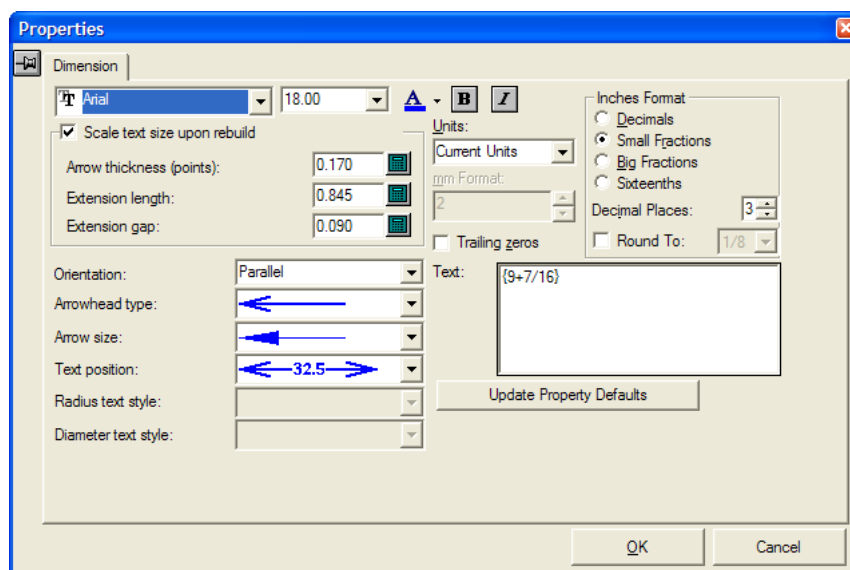 Properties
Dimension
Arial
18.00
A
B
I
Scale text size upon rebuild
Arrow thickness (points):
0.170
Extension length:
0.845
Extension gap:
0.090
Units:
Current Units
mm Format:
2
Trailing zeros
Inches Format
Decimals
Small Fractions
Big Fractions
Sixteenths
Decimal Places:
3
Round To:
1/8
Orientation:
Parallel
Arrowhead type:
Arrow size:
Text position:
32.5
Radius text style:
Diameter text style:
Text:
{9+7/16}
Update Property Defaults
OK
Cancel